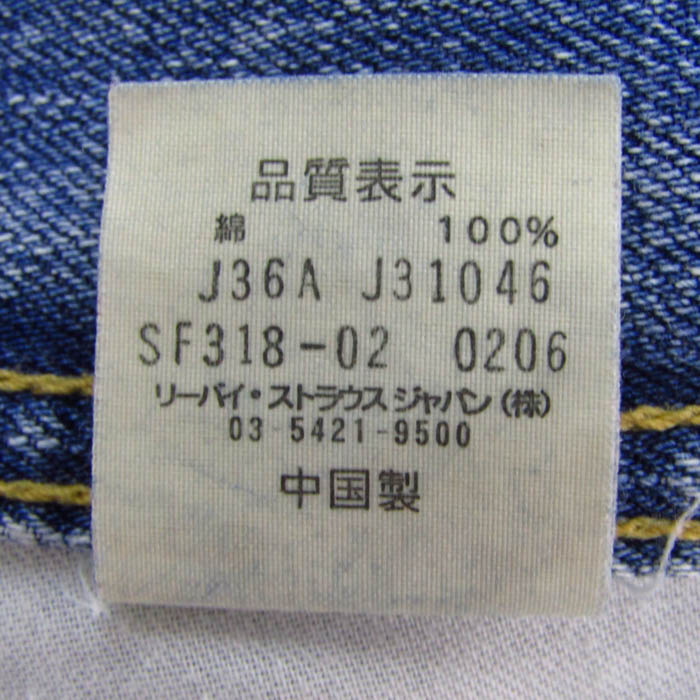 品質表示
綿 100%
J36A J31046
SF318-02 0206
リーバイ・ストラウス ジャパン(株)
03-5421-9500
中国製